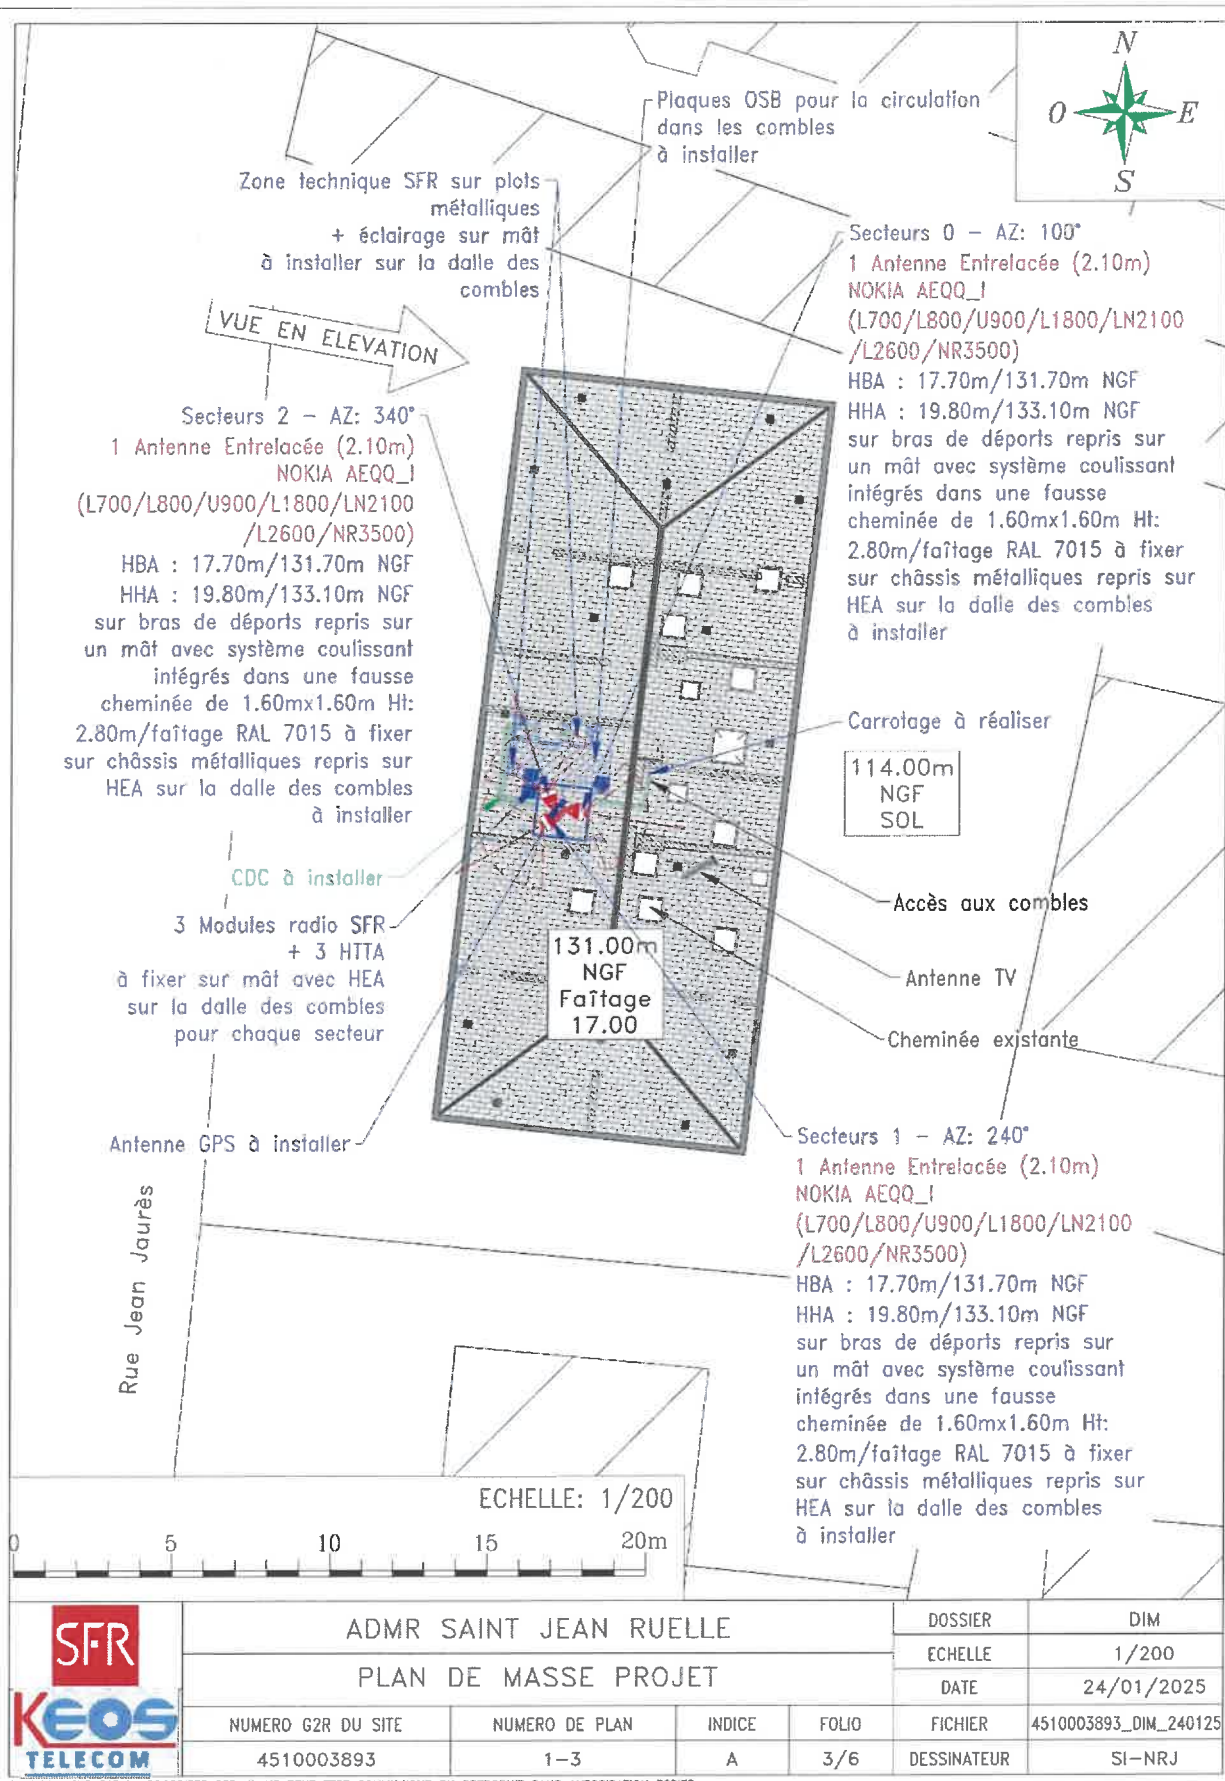 N
O
E
S
Plaques OSB pour la circulation
dans les combles
à installer
Zone technique SFR sur plots
métalliques
+ éclairage sur mât
à installer sur la dalle des
combles
VUE EN ELEVATION
Secteurs 0 - AZ: 100°
1 Antenne Entrelacée (2.10m)
NOKIA AEQQ_I
(L700/L800/U900/L1800/LN2100
/L2600/NR3500)
HBA : 17.70m/131.70m NGF
HHA : 19.80m/133.10m NGF
sur bras de déports repris sur
un mât avec système coulissant
intégrés dans une fausse
cheminée de 1.60mx1.60m Ht:
2.80m/faîtage RAL 7015 à fixer
sur châssis métalliques repris sur
HEA sur la dalle des combles
à installer
Secteurs 2 - AZ: 340°
1 Antenne Entrelacée (2.10m)
NOKIA AEQQ_I
(L700/L800/U900/L1800/LN2100
/L2600/NR3500)
HBA : 17.70m/131.70m NGF
HHA : 19.80m/133.10m NGF
sur bras de déports repris sur
un mât avec système coulissant
intégrés dans une fausse
cheminée de 1.60mx1.60m Ht:
2.80m/faîtage RAL 7015 à fixer
sur châssis métalliques repris sur
HEA sur la dalle des combles
à installer
Carrotage à réaliser
114.00m
NGF
SOL
CDC à installer
3 Modules radio SFR
+ 3 HTTA
à fixer sur mât avec HEA
sur la dalle des combles
pour chaque secteur
Accès aux combles
Antenne TV
Cheminée existante
131.00m
NGF
Faîtage
17.00
Antenne GPS à installer
Rue Jean Jaurès
Secteurs 1 - AZ: 240°
1 Antenne Entrelacée (2.10m)
NOKIA AEQQ_I
(L700/L800/U900/L1800/LN2100
/L2600/NR3500)
HBA : 17.70m/131.70m NGF
HHA : 19.80m/133.10m NGF
sur bras de déports repris sur
un mât avec système coulissant
intégrés dans une fausse
cheminée de 1.60mx1.60m Ht:
2.80m/faîtage RAL 7015 à fixer
sur châssis métalliques repris sur
HEA sur la dalle des combles
à installer
ECHELLE: 1/200
0 5 10 15 20m
SFR
KEOS
TELECOM
ADMR SAINT JEAN RUELLE
PLAN DE MASSE PROJET
NUMERO G2R DU SITE
4510003893
NUMERO DE PLAN
1-3
INDICE
A
FOLIO
3/6
DOSSIER DIM
ECHELLE 1/200
DATE 24/01/2025
FICHIER 4510003893_DIM_240125
DESSINATEUR SI-NRJ